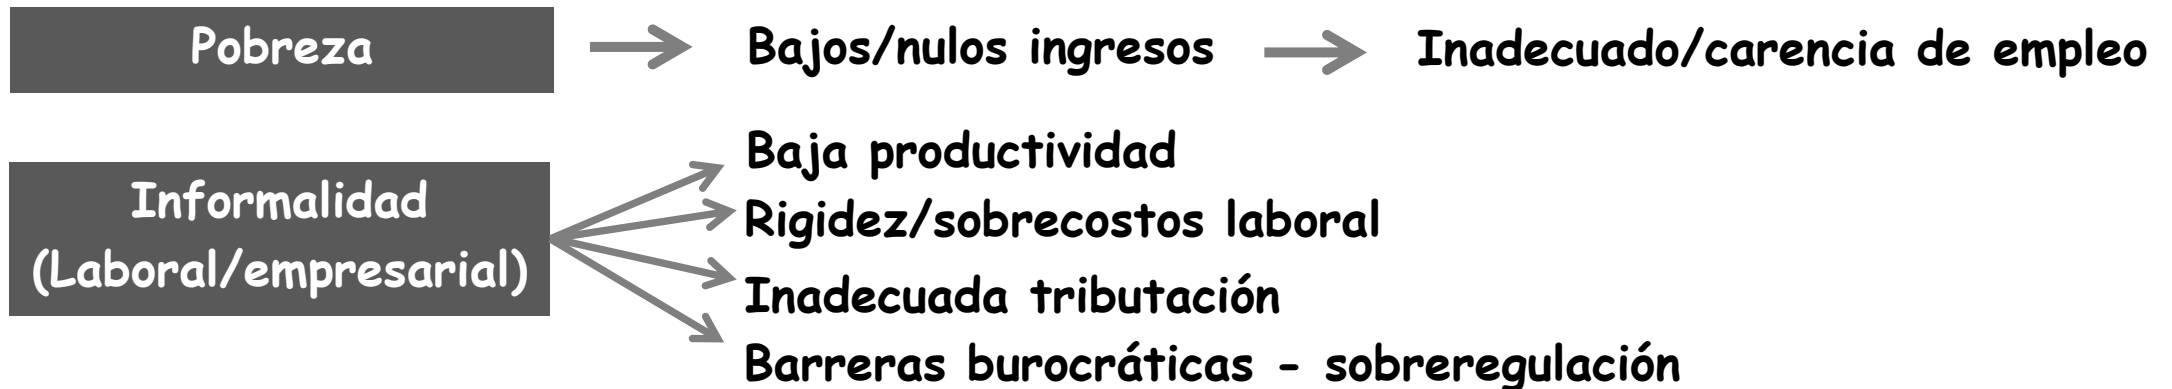 Pobreza
Bajos/nulos ingresos
Inadecuado/carencia de empleo
Informalidad
(Laboral/empresarial)
Baja productividad
Rigidez/sobrecostos laboral
Inadecuada tributación
Barreras burocráticas - sobreregulación